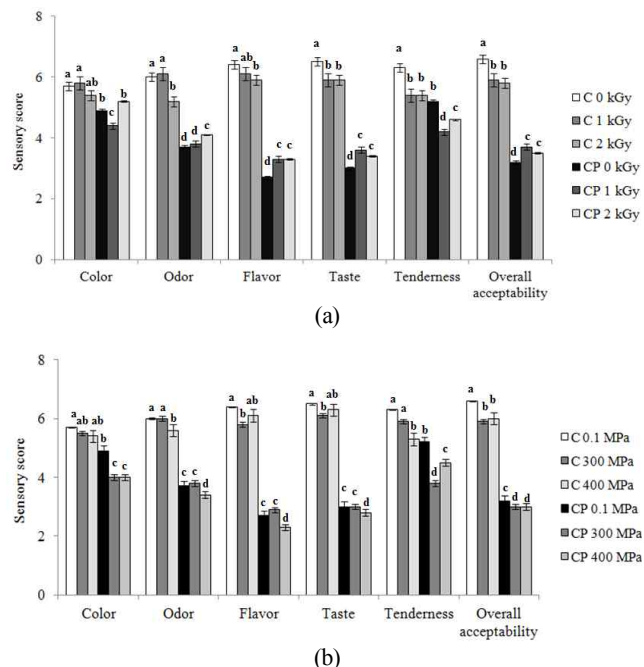 8
6
4
2
0
Sensory score
a a ab b c b
a a b d d c
a ab b d c c
a b b d c c
a b b b d c
a b b d c c
Color Odor Flavor Taste Tenderness Overall
acceptability
C 0 kGy
C 1 kGy
C 2 kGy
CP 0 kGy
CP 1 kGy
CP 2 kGy
(a)
8
6
4
2
0
Sensory score
a ab ab b c c
a a b c c d
a b ab c c d
a b ab c c d
a a b b d c
a b b c d d
Color Odor Flavor Taste Tenderness Overall
acceptability
C 0.1 MPa
C 300 MPa
C 400 MPa
CP 0.1 MPa
CP 300 MPa
CP 400 MPa
(b)